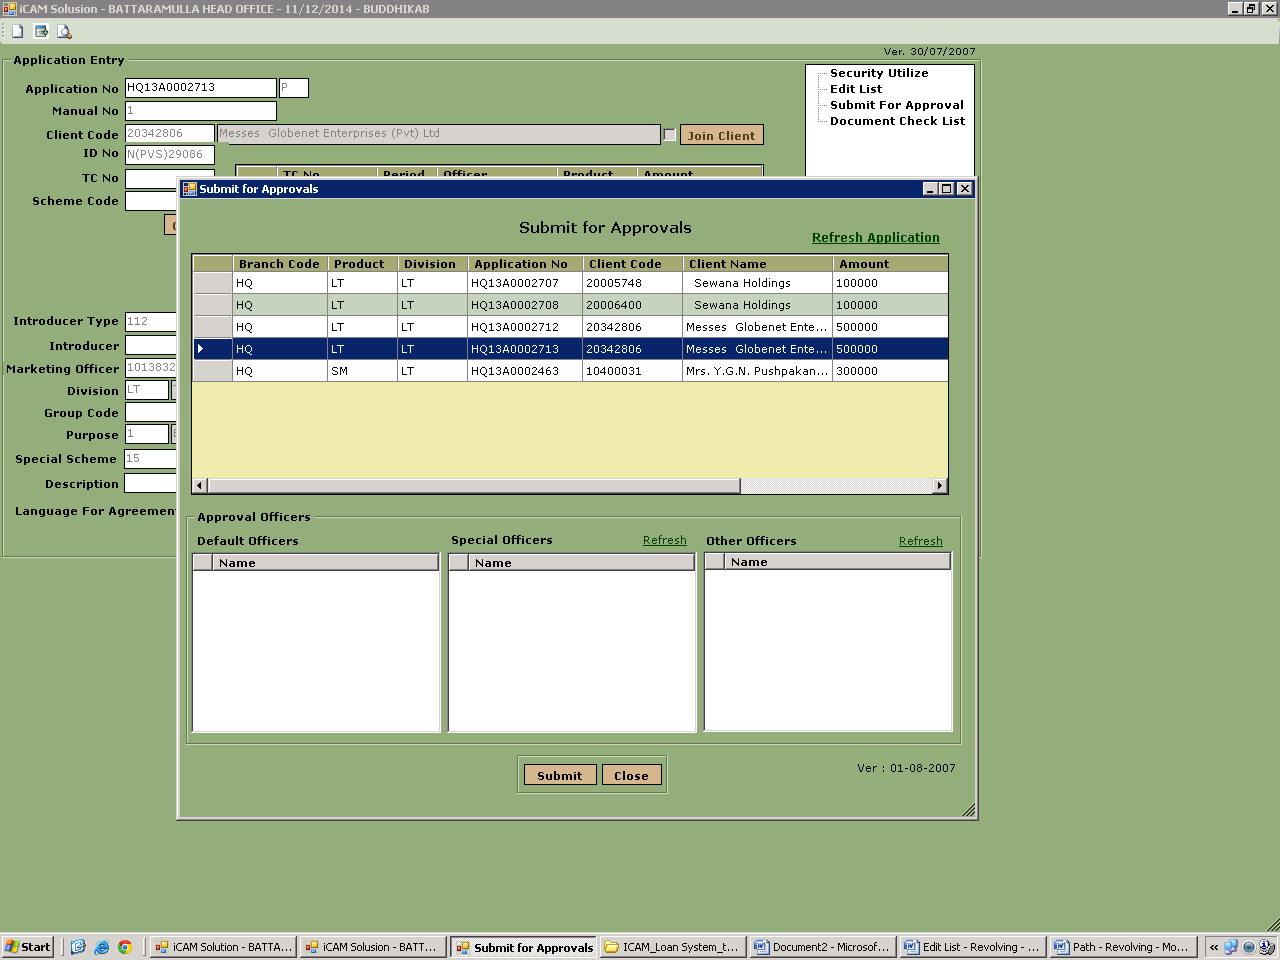 iCAM Solusion - BATTARAMULLA HEAD OFFICE - 11/12/2014 - BUDDHIKAB
Ver. 30/07/2007
Application Entry
Application No HQ13A0002713 P
Manual No 1
Client Code 20342806 Messes Globenet Enterprises (Pvt) Ltd Join Client
ID No N(PVS)29086
TC No
Scheme Code
TC No Period Officer Product Amount
Security Utilize
Edit List
Submit For Approval
Document Check List
Introducer Type 112
Introducer
Marketing Officer 1013832
Division LT
Group Code
Purpose 1
Special Scheme 15
Description
Language For Agreement
Submit for Approvals
Submit for Approvals
Refresh Application
Branch Code Product Division Application No Client Code Client Name Amount
HQ LT LT HQ13A0002707 20005748 Sewana Holdings 100000
HQ LT LT HQ13A0002708 20006400 Sewana Holdings 100000
HQ LT LT HQ13A0002712 20342806 Messes Globenet Ente... 500000
HQ LT LT HQ13A0002713 20342806 Messes Globenet Ente... 500000
HQ SM LT HQ13A0002463 10400031 Mrs. Y.G.N. Pushpakan... 300000
Approval Officers
Default Officers Special Officers Refresh Other Officers Refresh
Name Name Name
Submit Close
Ver : 01-08-2007
Start iCAM Solution - BATTA... iCAM Solusion - BATT... Submit for Approvals ICAM_Loan System_t... Document2 - Microsof... Edit List - Revolving - ... Path - Revolving - Mo... «